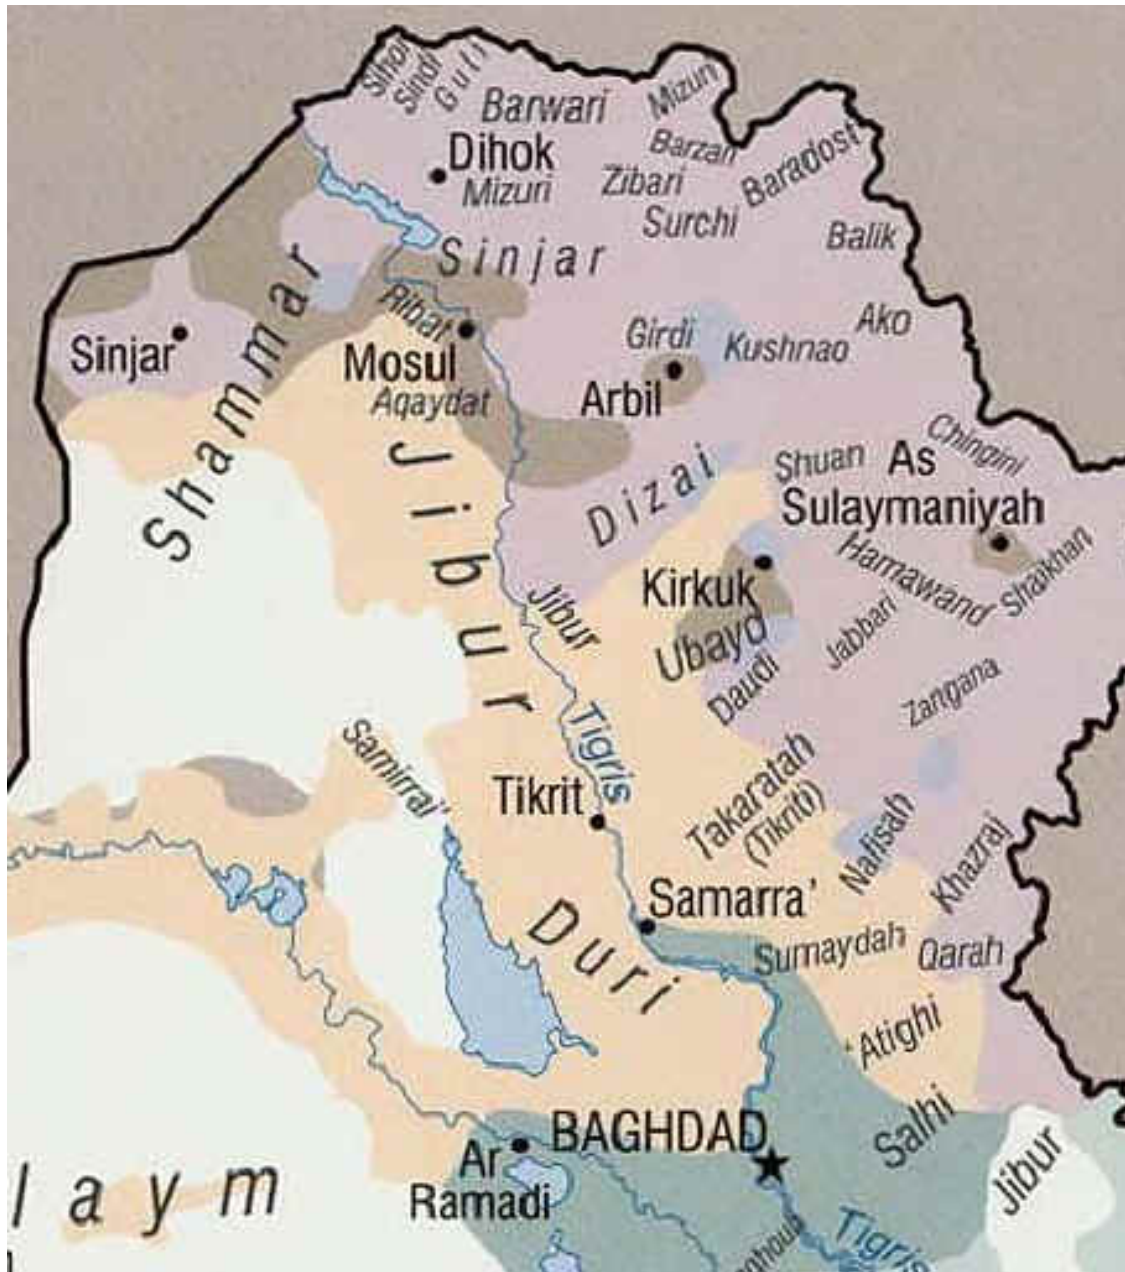 Sihor
Sindi
Guli
Barwari
Mizuri
Dihok
Mizuri
Barzan
Zibari
Baradost
Surchi
Balik
Sinjar
Shammar
Ribat
Sinjar
Mosul
Aqaydat
Girdi
Kushnao
Ako
Arbil
Jibur
Dizai
Shuan
As
Sulaymaniyah
Chingini
Hamawand
Shaikhan
Kirkuk
Ubayd
Jibur
Daudi
Jabbari
Zangana
Tigris
Samirrai'
Tikrit
Takaratah
(Tikriti)
Nafisah
Khazraj
Samarra'
Duri
Sumaydah
Qarah
'Atighi
BAGHDAD
Salhi
Ar
Ramadi
Jibur
laym
Tigris